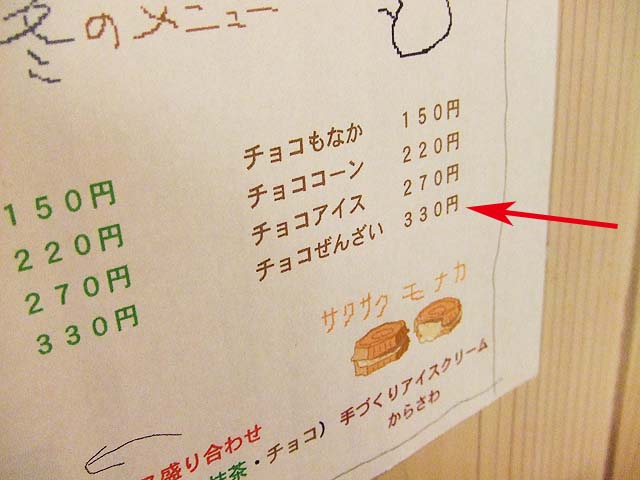 冬のメニュー
150円
220円
270円
330円
チョコもなか 150円
チョココーン 220円
チョコアイス 270円
チョコぜんざい 330円
サクサク モナカ
手づくりアイスクリーム
からさわ
盛り合わせ
抹茶・チョコ)